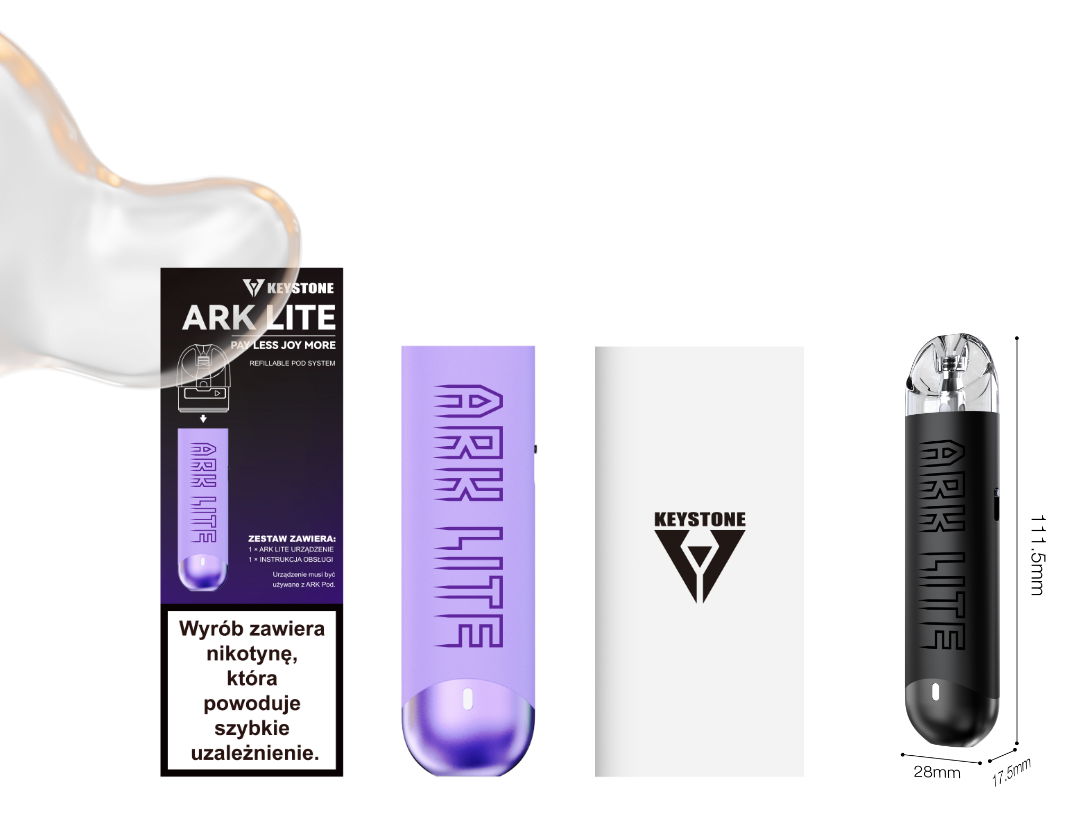 KEYSTONE
ARK LITE
PAY LESS JOY MORE
REFILLABLE POD SYSTEM
ARK LITE
ZESTAW ZAWIERA:
1 × ARK LITE URZĄDZENIE
1 × INSTRUKCJA OBSŁUGI
Urządzenie musi być
używane z ARK Pod.
Wyrób zawiera
nikotynę,
która
powoduje
szybkie
uzależnienie.
ARK LITE
KEYSTONE
ARK LITE
111.5mm
28mm
17.5mm